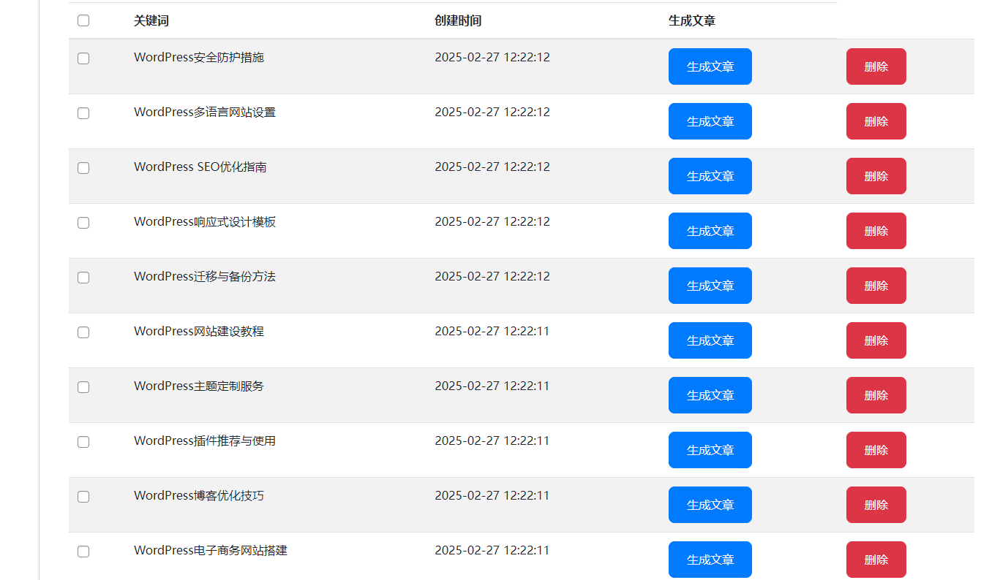 关键词 创建时间 生成文章
WordPress安全防护措施 2025-02-27 12:22:12 生成文章 删除
WordPress多语言网站设置 2025-02-27 12:22:12 生成文章 删除
WordPress SEO优化指南 2025-02-27 12:22:12 生成文章 删除
WordPress响应式设计模板 2025-02-27 12:22:12 生成文章 删除
WordPress迁移与备份方法 2025-02-27 12:22:12 生成文章 删除
WordPress网站建设教程 2025-02-27 12:22:11 生成文章 删除
WordPress主题定制服务 2025-02-27 12:22:11 生成文章 删除
WordPress插件推荐与使用 2025-02-27 12:22:11 生成文章 删除
WordPress博客优化技巧 2025-02-27 12:22:11 生成文章 删除
WordPress电子商务网站搭建 2025-02-27 12:22:11 生成文章 删除